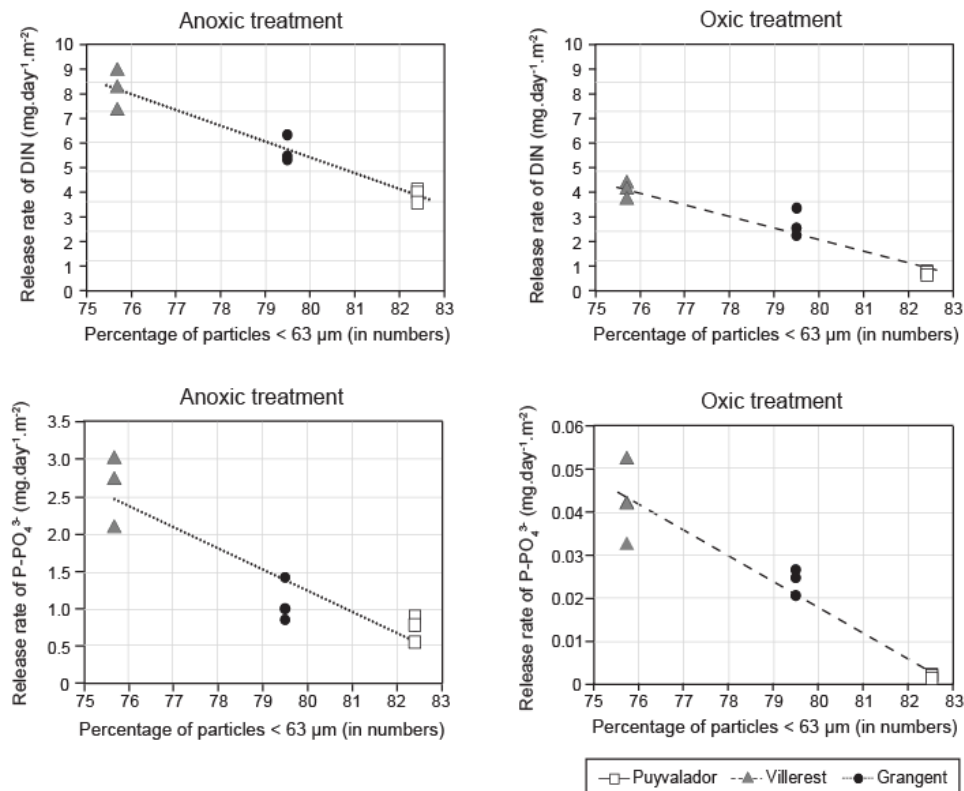 Anoxic treatment
Release rate of DIN (mg.day⁻¹.m⁻²)
10
9
8
7
6
5
4
3
2
1
0
75 76 77 78 79 80 81 82 83
Percentage of particles < 63 µm (in numbers)
Oxic treatment
Release rate of DIN (mg.day⁻¹.m⁻²)
10
9
8
7
6
5
4
3
2
1
0
75 76 77 78 79 80 81 82 83
Percentage of particles < 63 µm (in numbers)
Anoxic treatment
Release rate of P-PO₄³⁻ (mg.day⁻¹.m⁻²)
3.5
3.0
2.5
2.0
1.5
1.0
0.5
0
75 76 77 78 79 80 81 82 83
Percentage of particles < 63 µm (in numbers)
Oxic treatment
Release rate of P-PO₄³⁻ (mg.day⁻¹.m⁻²)
0.06
0.05
0.04
0.03
0.02
0.01
0
75 76 77 78 79 80 81 82 83
Percentage of particles < 63 µm (in numbers)
Puyvalador Villerest Grangent